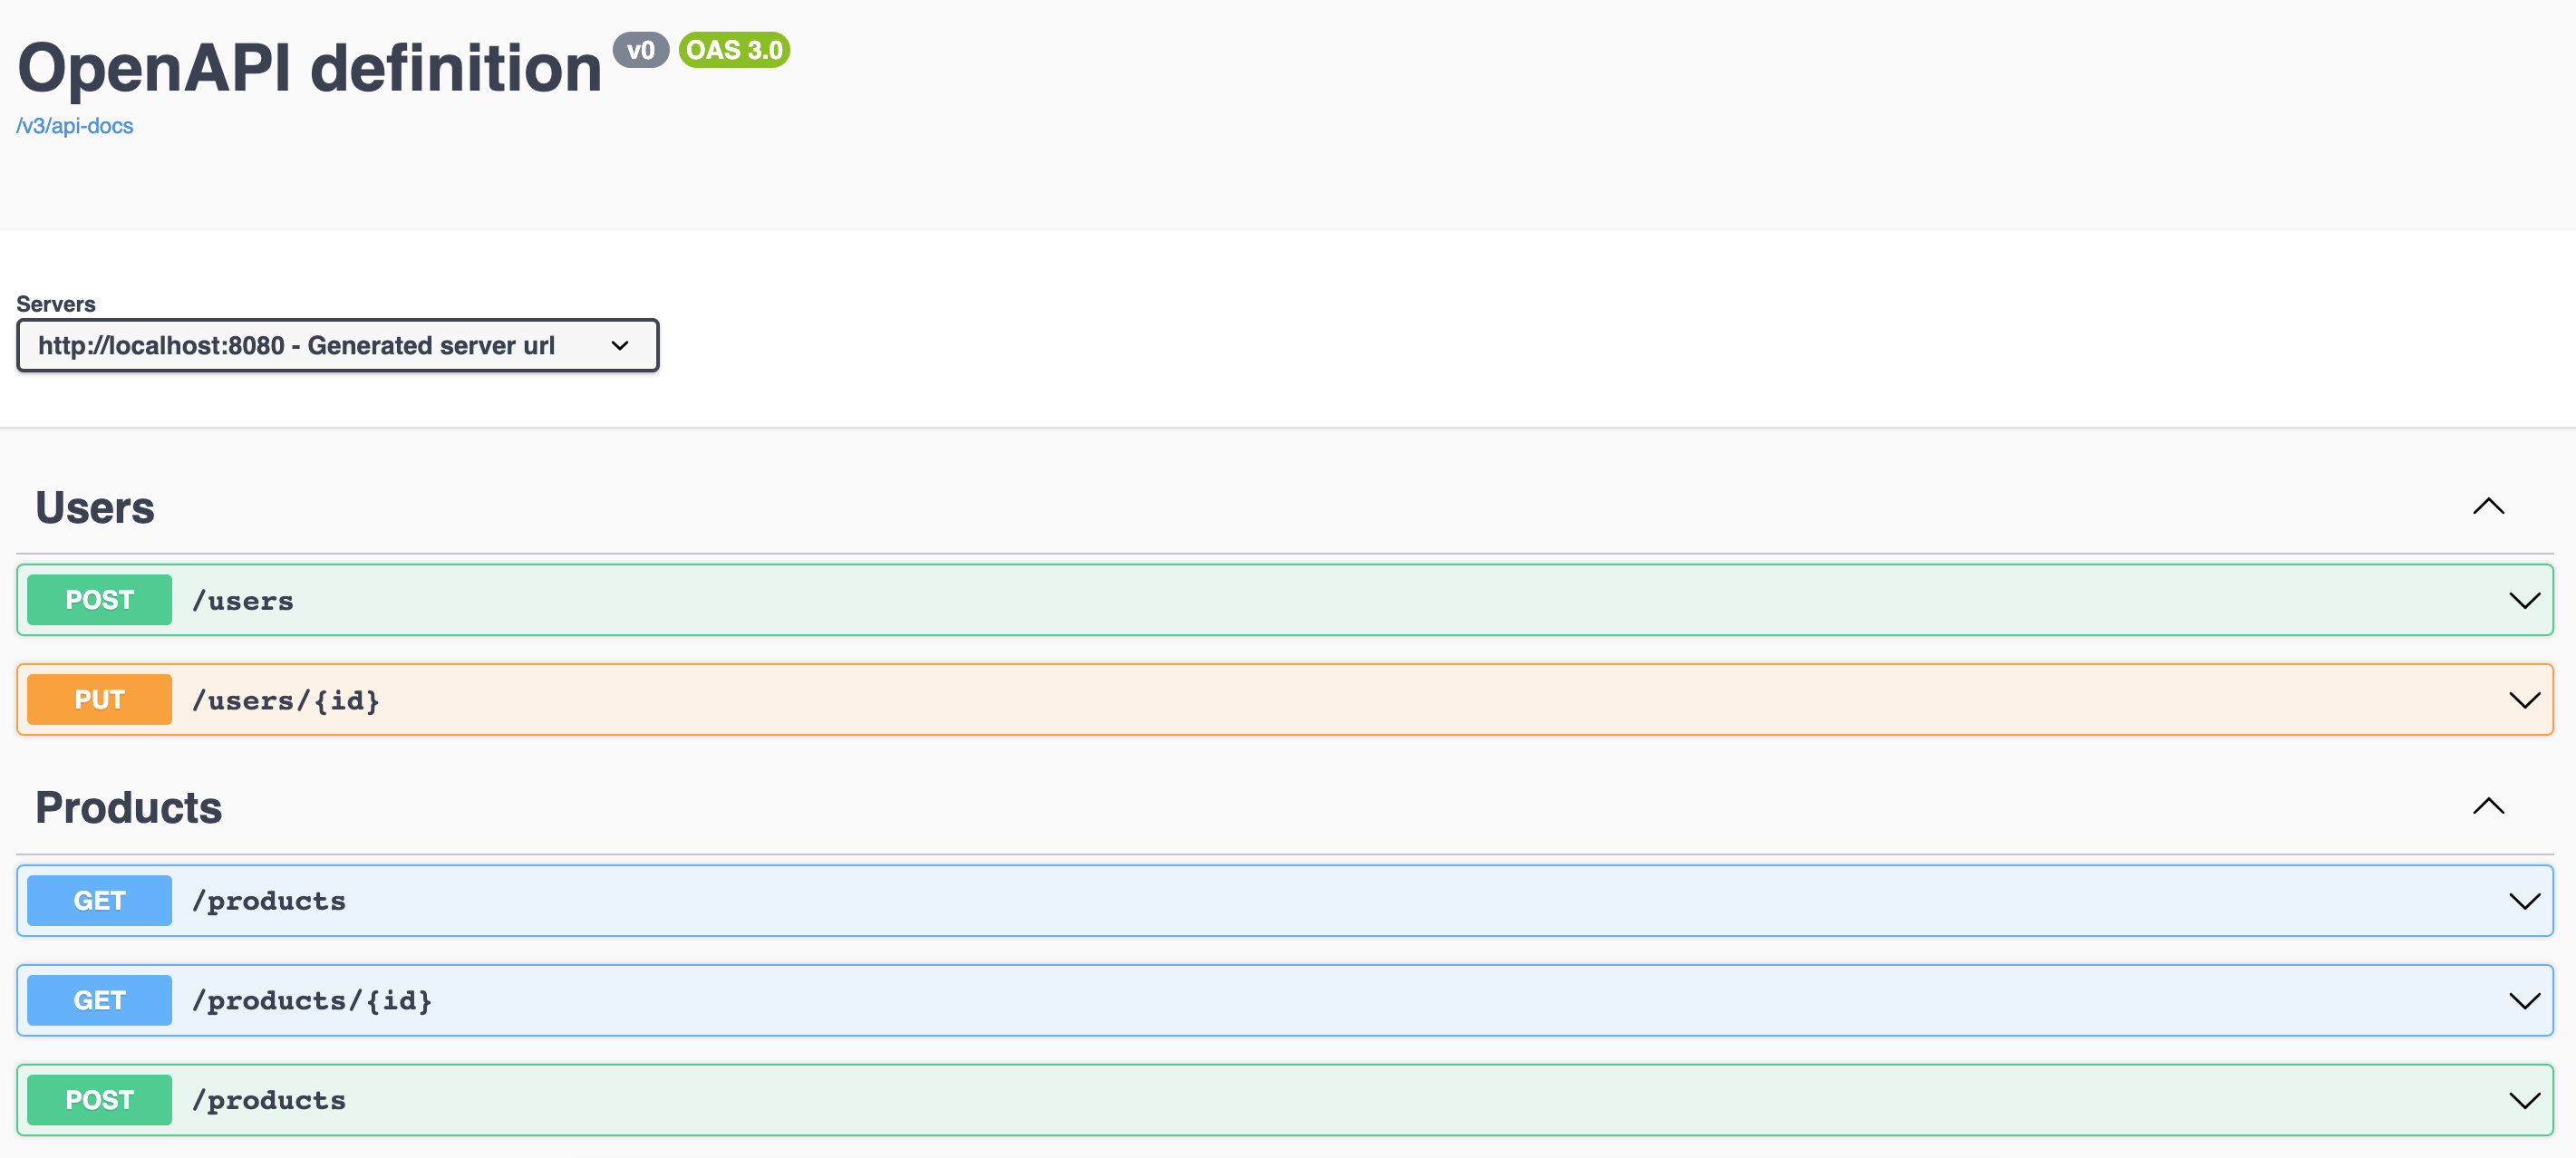 OpenAPI definition v0 OAS 3.0
/v3/api-docs
Servers
http://localhost:8080 - Generated server url
Users
POST /users
PUT /users/{id}
Products
GET /products
GET /products/{id}
POST /products